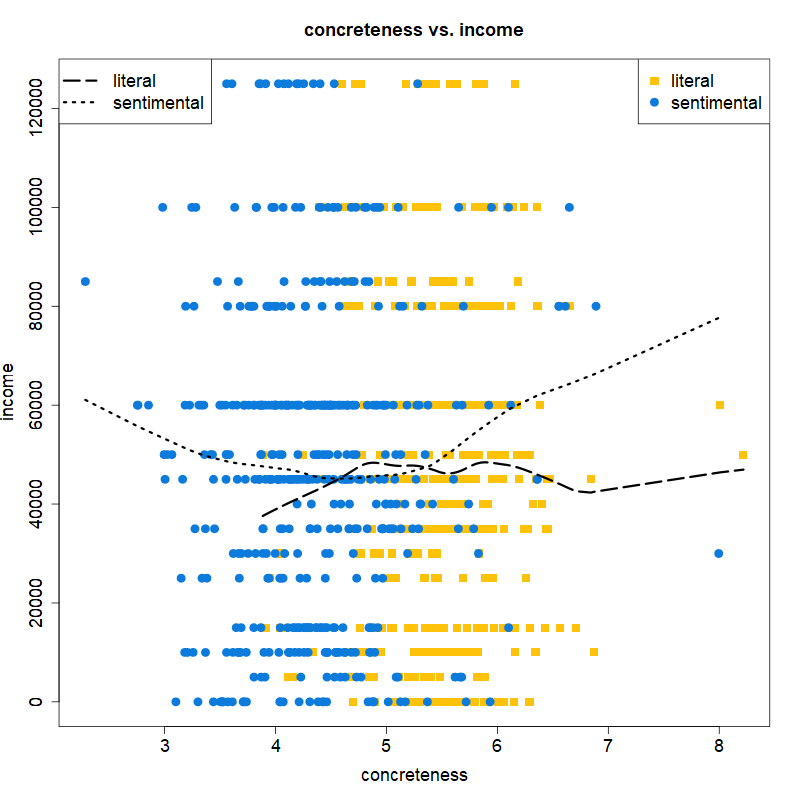 concreteness vs. income
literal
sentimental
literal
sentimental
120000
100000
80000
60000
40000
20000
0
income
3 4 5 6 7 8
concreteness